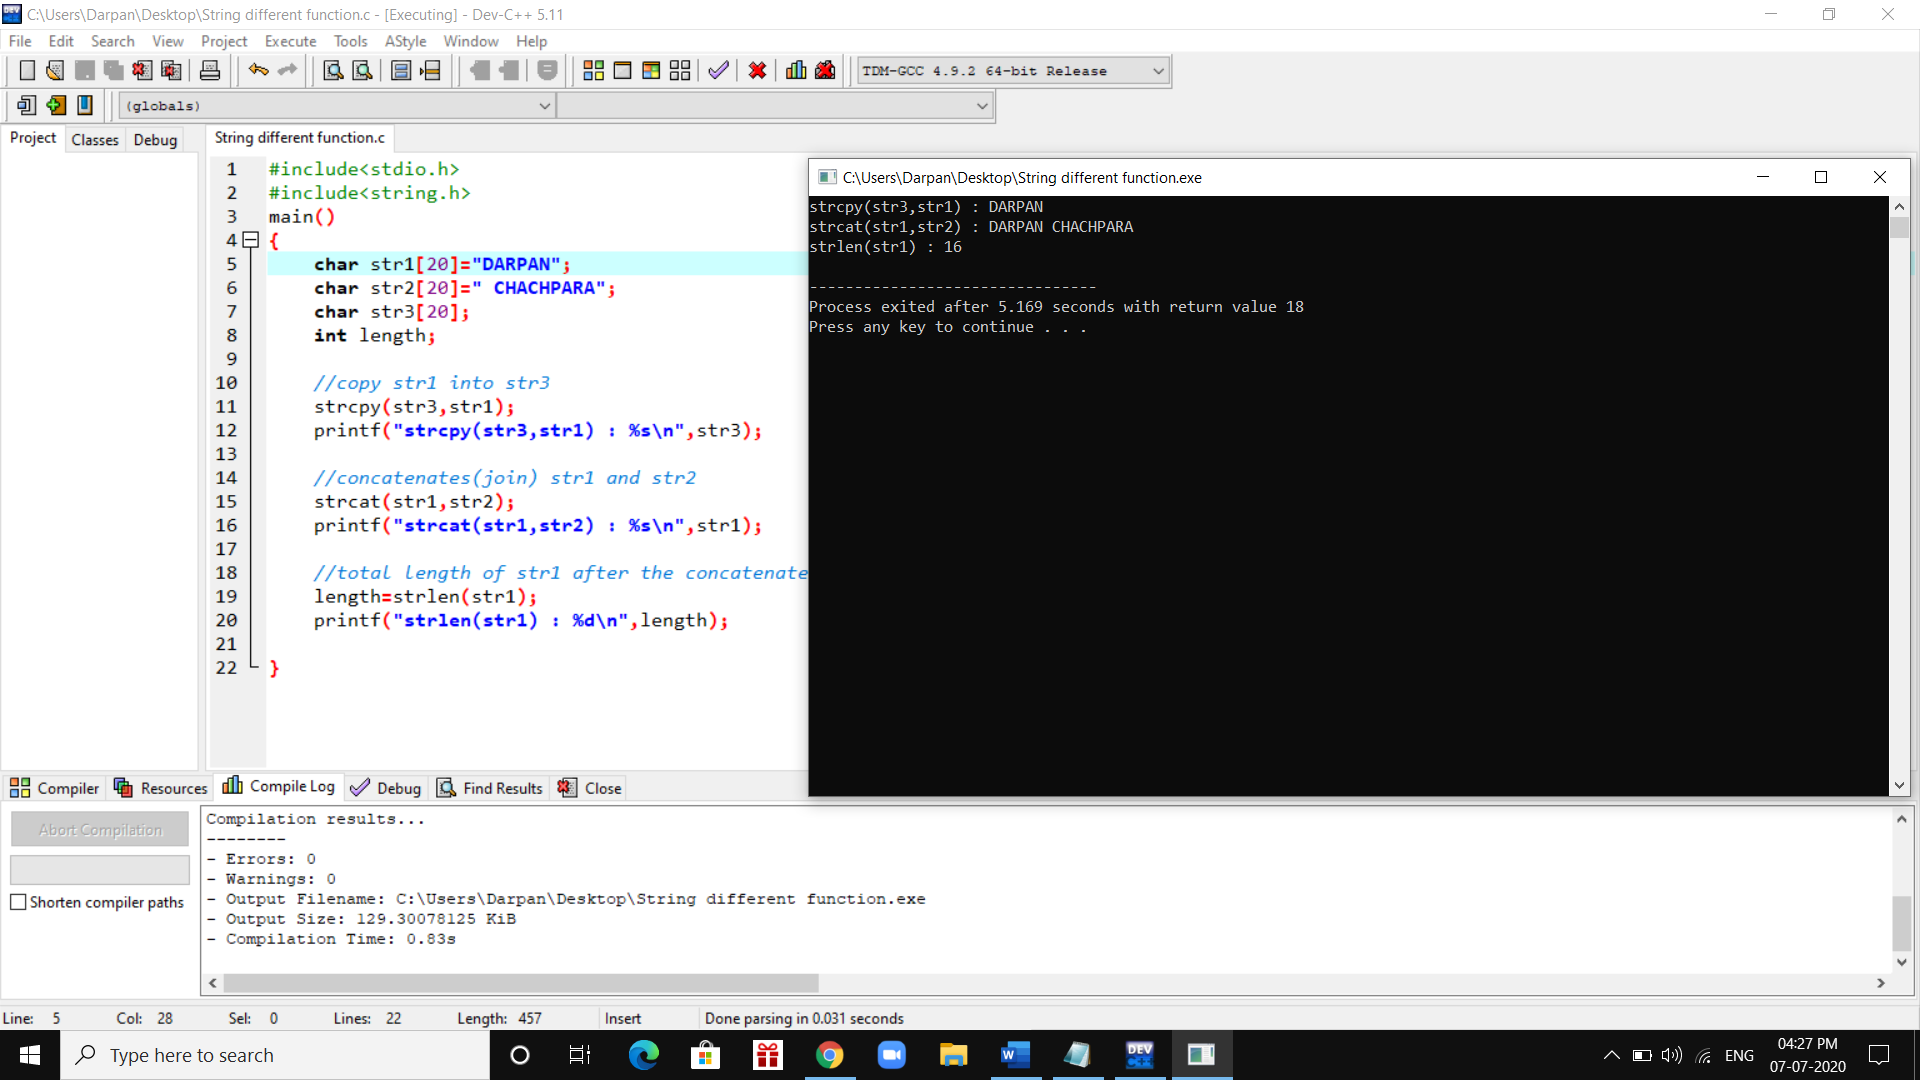 C:\Users\Darpan\Desktop\String different function.c - [Executing] - Dev-C++ 5.11
File Edit Search View Project Execute Tools AStyle Window Help
TDM-GCC 4.9.2 64-bit Release
(globals)
Project Classes Debug
String different function.c
1 #include<stdio.h>
2 #include<string.h>
3 main()
4 {
5 char str1[20]="DARPAN";
6 char str2[20]=" CHACHPARA";
7 char str3[20];
8 int length;
9
10 //copy str1 into str3
11 strcpy(str3,str1);
12 printf("strcpy(str3,str1) : %s\n",str3);
13
14 //concatenates(join) str1 and str2
15 strcat(str1,str2);
16 printf("strcat(str1,str2) : %s\n",str1);
17
18 //total length of str1 after the concatenate
19 length=strlen(str1);
20 printf("strlen(str1) : %d\n",length);
21
22 }
C:\Users\Darpan\Desktop\String different function.exe
strcpy(str3,str1) : DARPAN
strcat(str1,str2) : DARPAN CHACHPARA
strlen(str1) : 16
--------------------------------
Process exited after 5.169 seconds with return value 18
Press any key to continue . . .
Compiler Resources Compile Log Debug Find Results Close
Abort Compilation
Shorten compiler paths
Compilation results...
--------
- Errors: 0
- Warnings: 0
- Output Filename: C:\Users\Darpan\Desktop\String different function.exe
- Output Size: 129.30078125 KiB
- Compilation Time: 0.83s
Line: 5 Col: 28 Sel: 0 Lines: 22 Length: 457 Insert Done parsing in 0.031 seconds
Type here to search
DEV C++
ENG
04:27 PM
07-07-2020